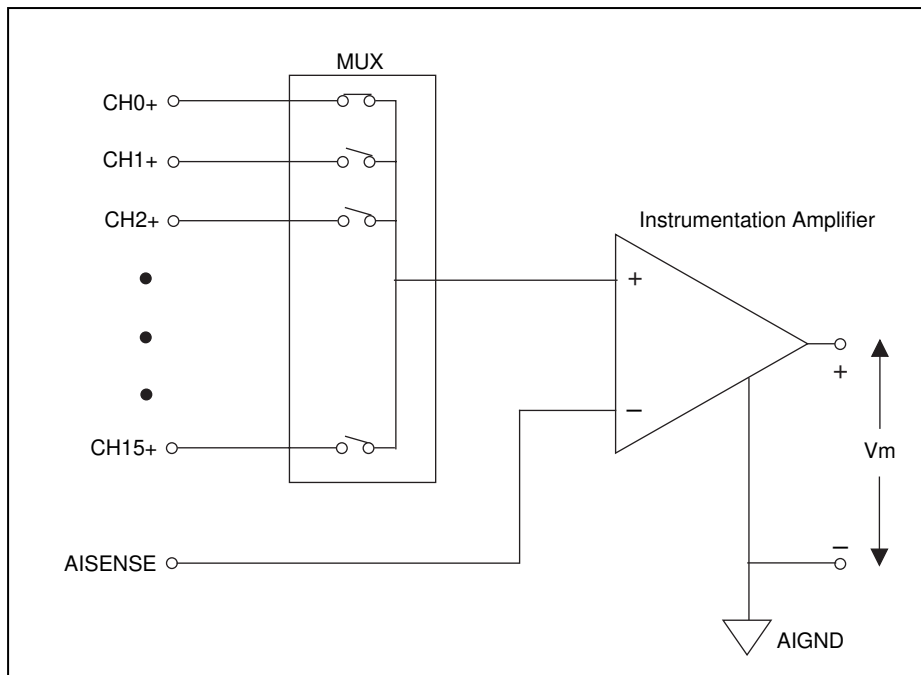 MUX
CH0+
CH1+
CH2+
Instrumentation Amplifier
+
–
+
CH15+
Vm
–
AISENSE
AIGND